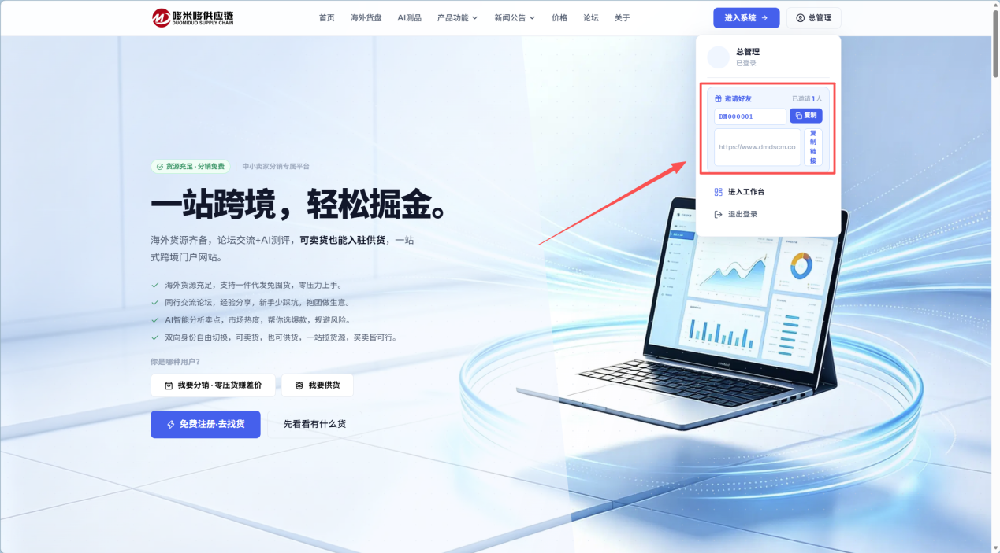 哆米哆供应链
DUOMIDUO SUPPLY CHAIN
首页 海外货盘 AI测品 产品功能 新闻公告 价格 论坛 关于
进入系统 → 总管理
总管理
已登录
邀请好友 已邀请 1 人
DM000001 复制
https://www.dmdscm.co 复制链接
进入工作台
退出登录
货源充足 · 分销免费 中小卖家分销专属平台
一站跨境，轻松掘金。
海外货源齐备，论坛交流+AI测评，可卖货也能入驻供货，一站
式跨境门户网站。
海外货源充足，支持一件代发免囤货，零压力上手。
同行交流论坛，经验分享，新手少踩坑，抱团做生意。
AI智能分析卖点，市场热度，帮你选爆款，规避风险。
双向身份自由切换，可卖货，也可供货，一站揽货源，买卖皆可行。
你是哪种用户？
我要分销 · 零压货赚差价 我要供货
免费注册·去找货 先看看有什么货